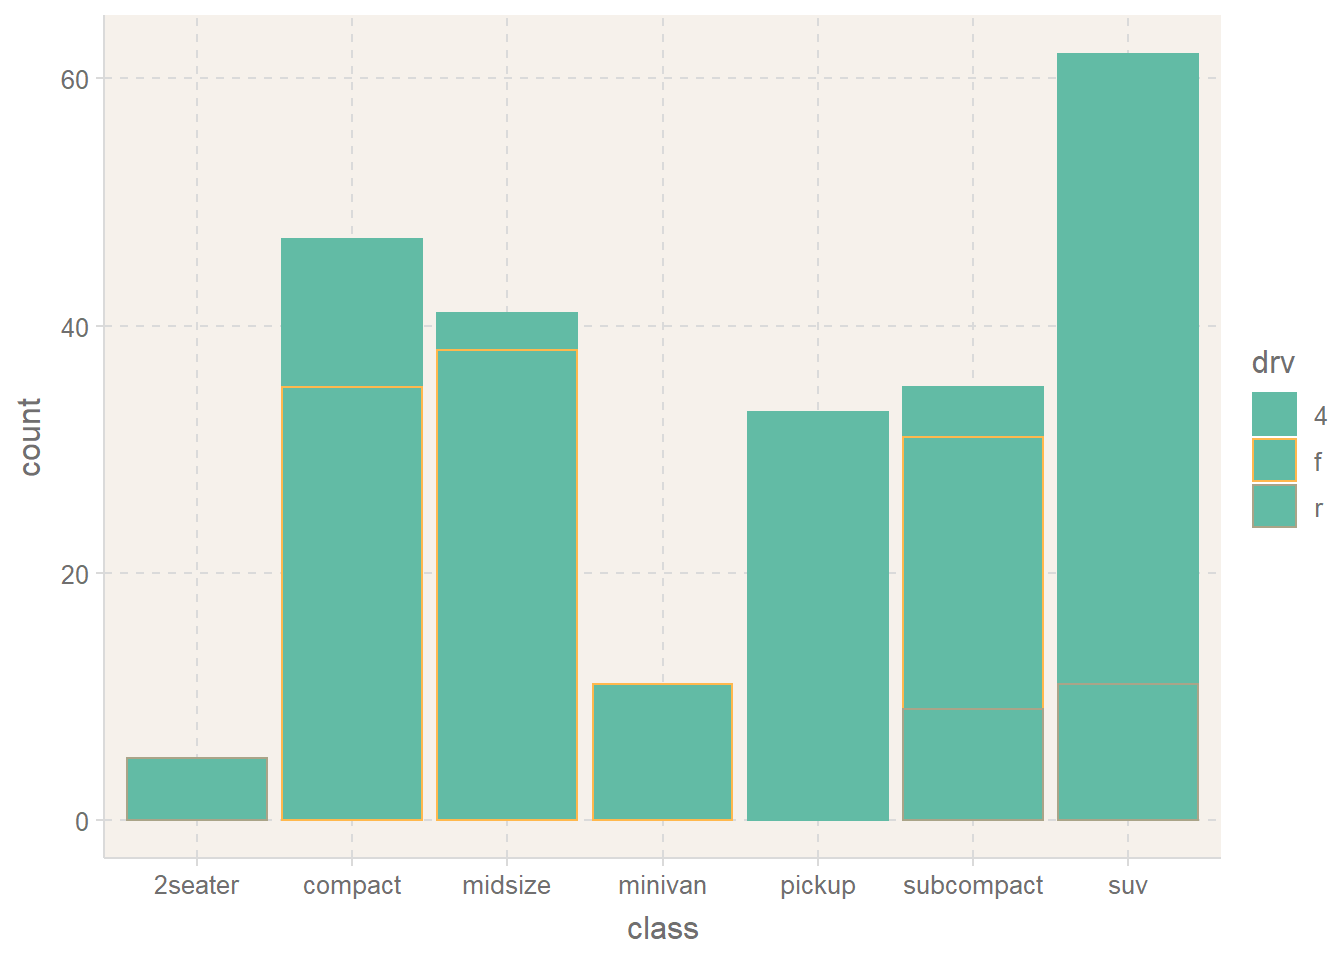 60
40
20
0
count
2seater compact midsize minivan pickup subcompact suv
class
drv
4
f
r